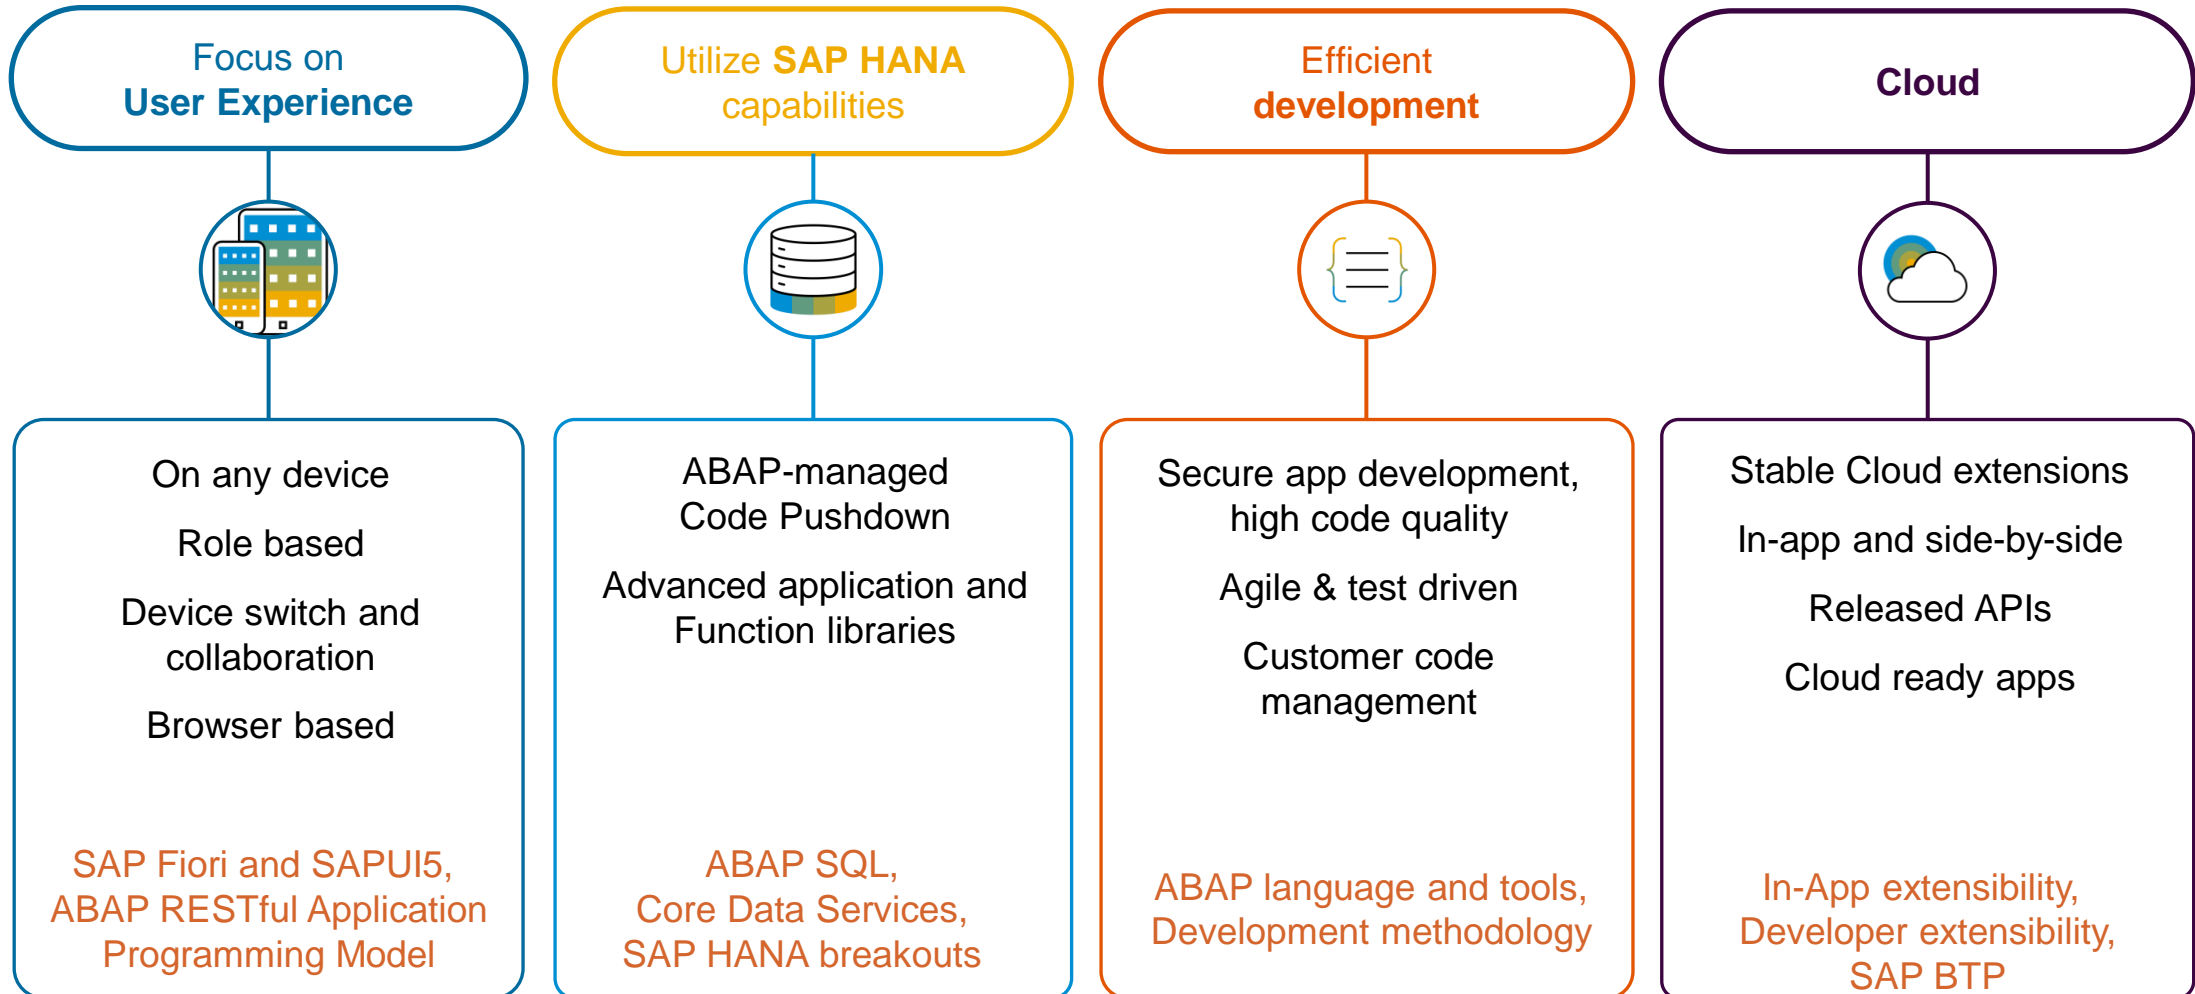 Focus on
User Experience
On any device
Role based
Device switch and
collaboration
Browser based
SAP Fiori and SAPUI5,
ABAP RESTful Application
Programming Model
Utilize SAP HANA
capabilities
ABAP-managed
Code Pushdown
Advanced application and
Function libraries
ABAP SQL,
Core Data Services,
SAP HANA breakouts
Efficient
development
Secure app development,
high code quality
Agile & test driven
Customer code
management
ABAP language and tools,
Development methodology
Cloud
Stable Cloud extensions
In-app and side-by-side
Released APIs
Cloud ready apps
In-App extensibility,
Developer extensibility,
SAP BTP